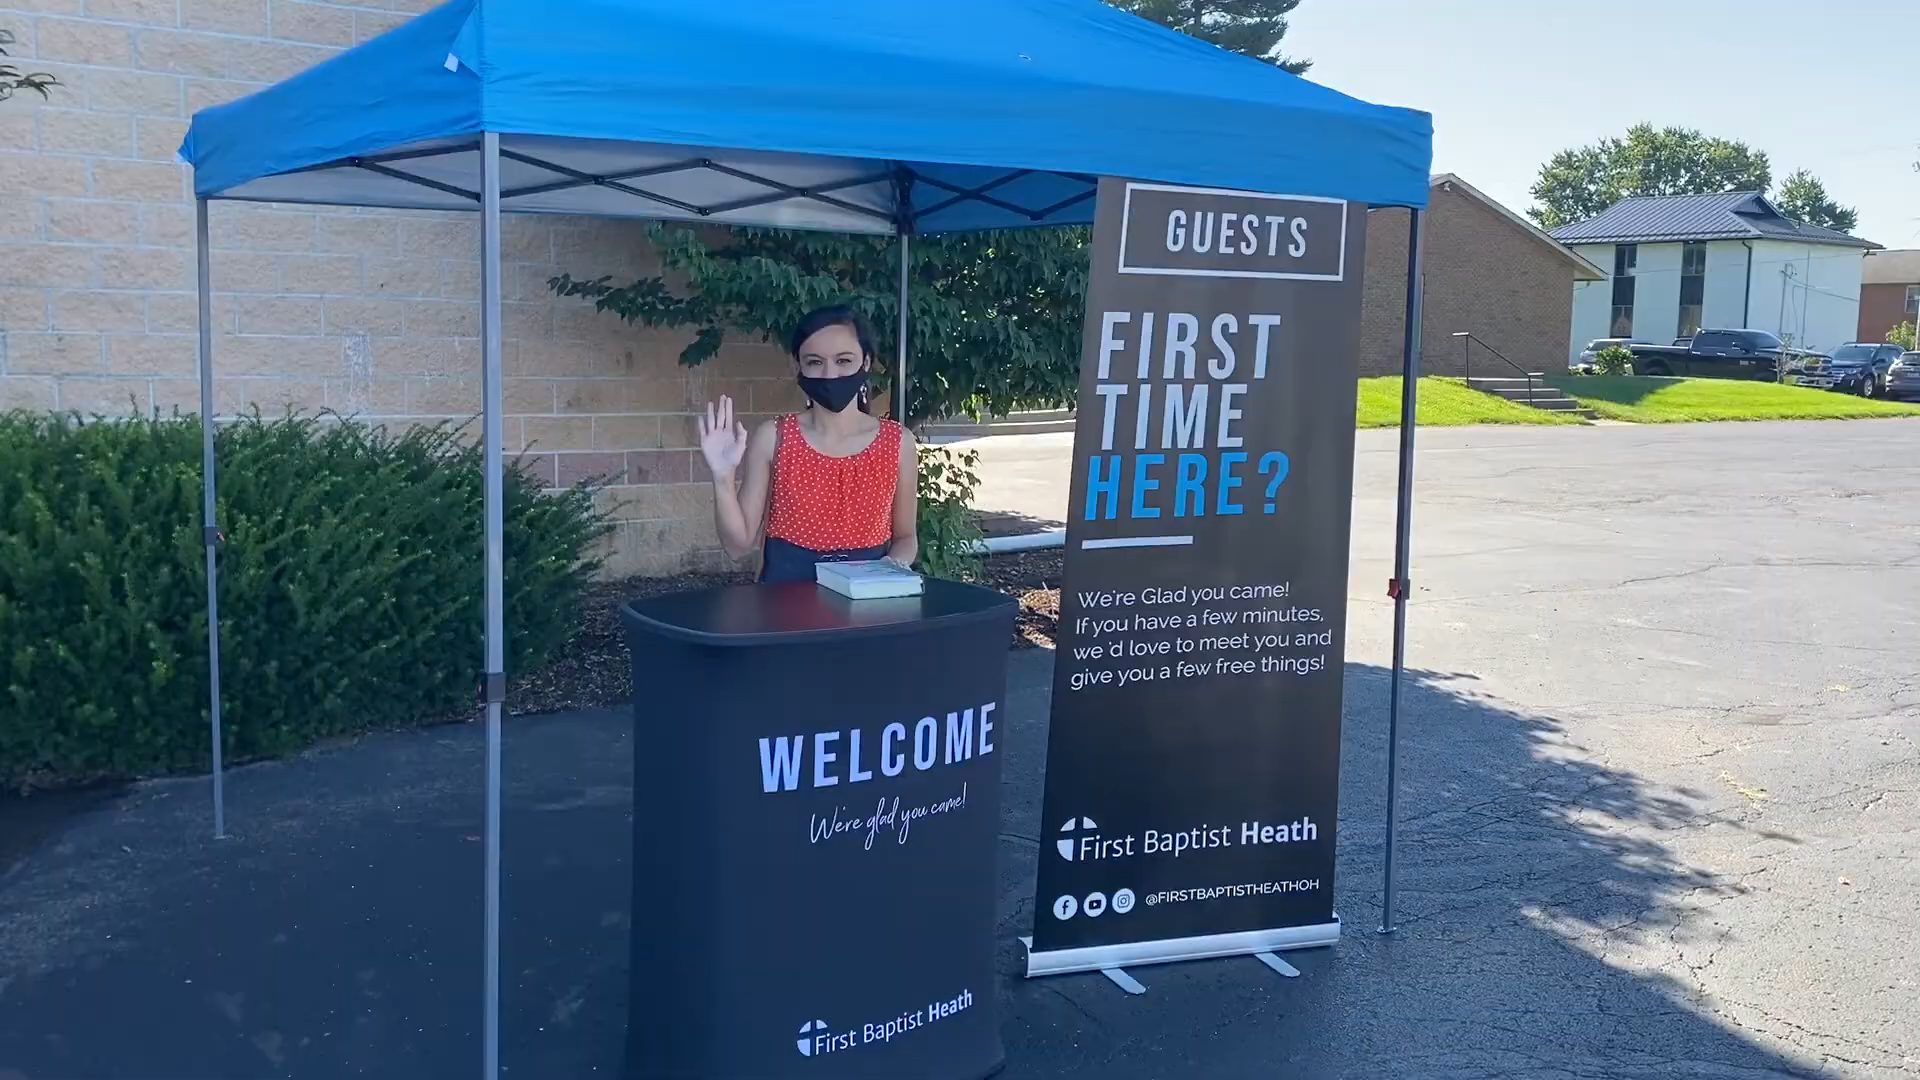 GUESTS
FIRST
TIME
HERE?
We're Glad you came!
If you have a few minutes,
we 'd love to meet you and
give you a few free things!
First Baptist Heath
@FIRSTBAPTISTHEATHOH
WELCOME
We're glad you came!
First Baptist Heath